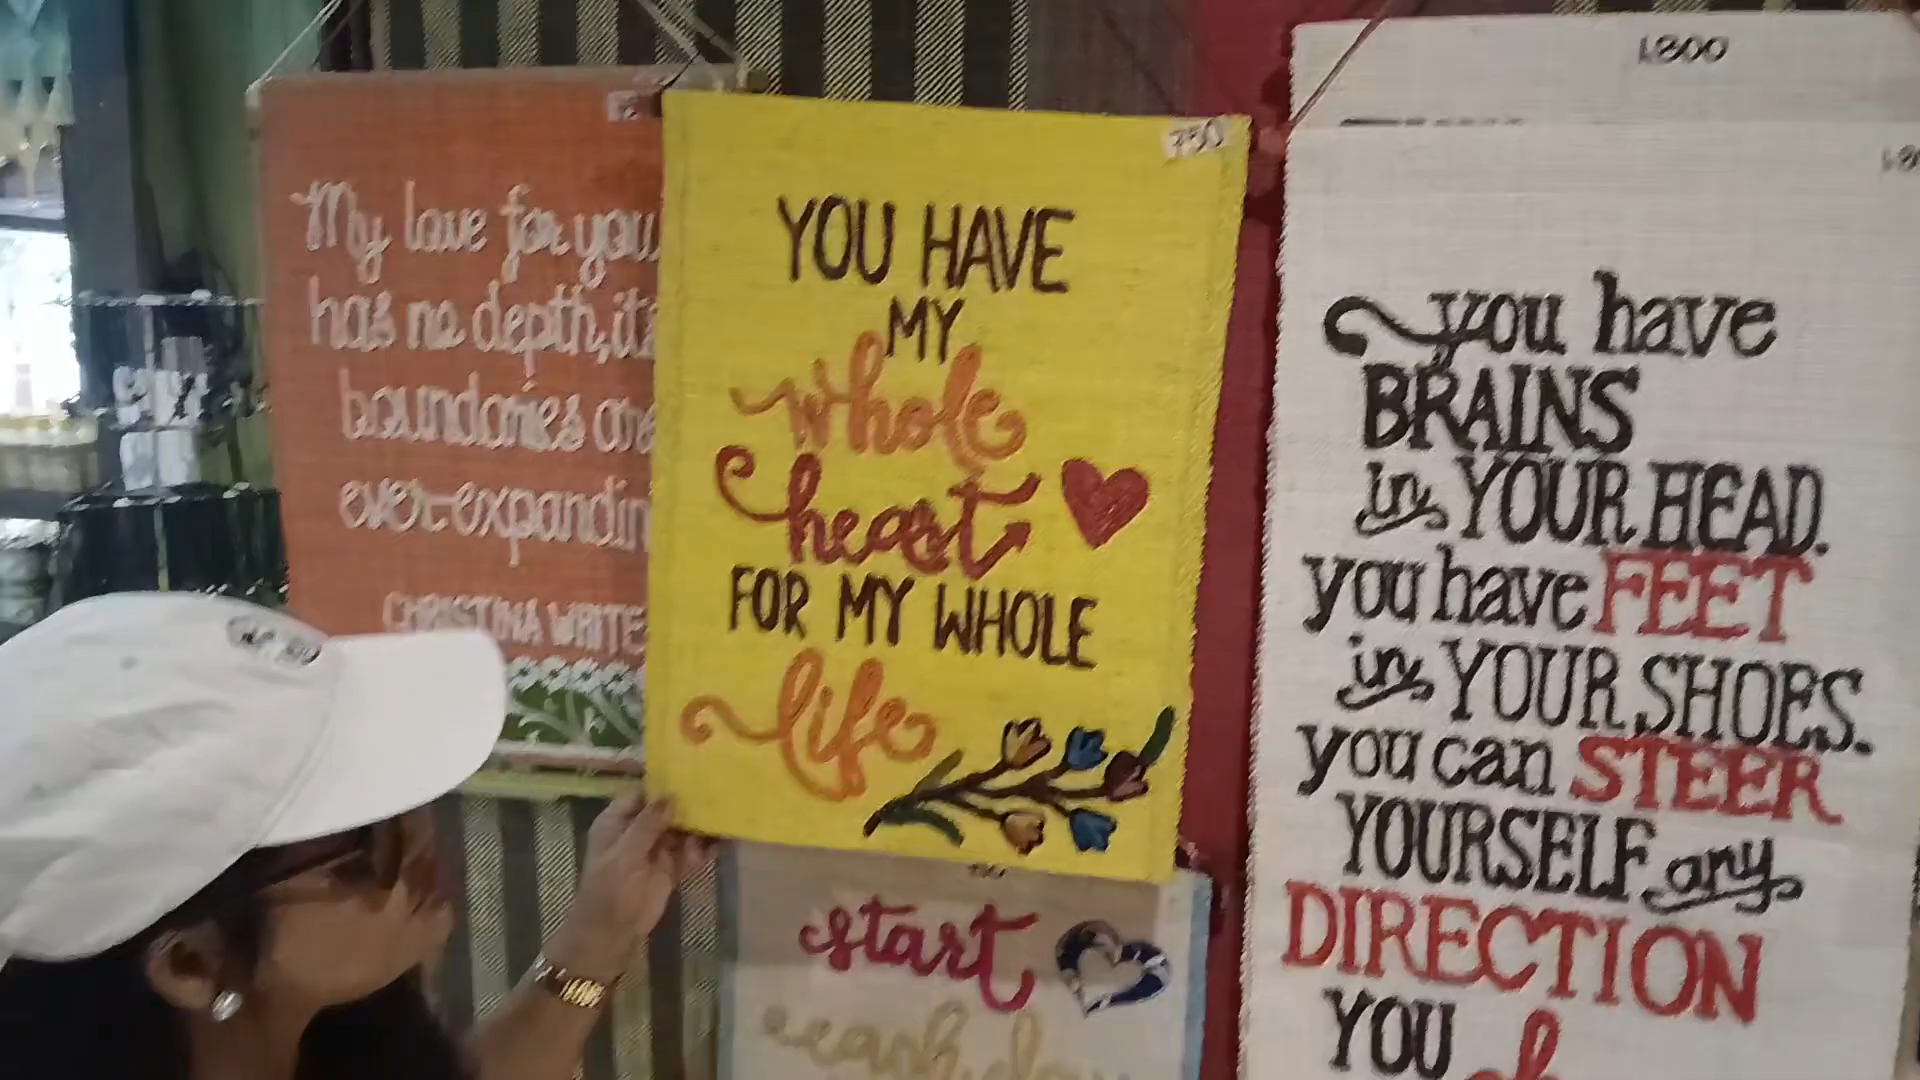 My love for you
has no depth, its
boundaries are
ever-expandin
CHRISTINA WRITE
750
YOU HAVE
MY
whole
heart
FOR MY WHOLE
life
start
each day
1800
you have
BRAINS
in YOUR HEAD.
you have FEET
in YOUR SHOES.
you can STEER
YOURSELF any
DIRECTION
YOU